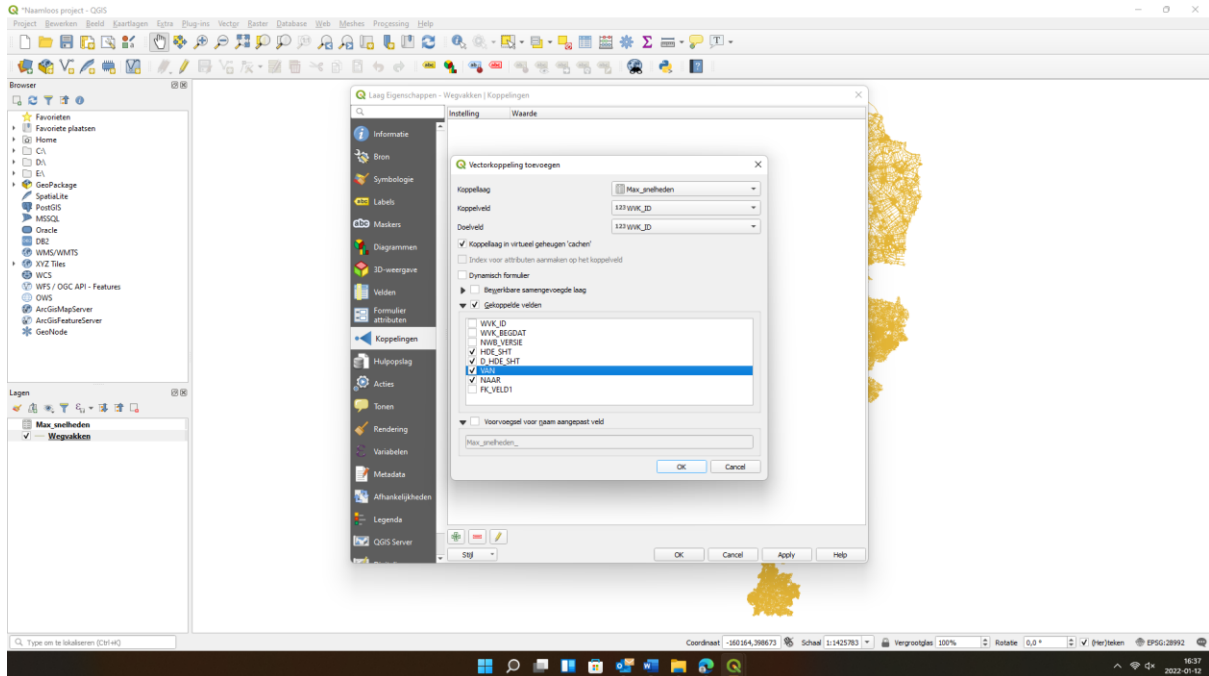 *Naamloos project - QGIS
Project Bewerken Beeld Kaartlagen Extra Plug-ins Vector Raster Database Web Meshes Processing Help
Browser
Favorieten
Favoriete plaatsen
Home
C:\
D:\
E:\
GeoPackage
SpatiaLite
PostGIS
MSSQL
Oracle
DB2
WMS/WMTS
XYZ Tiles
WCS
WFS / OGC API - Features
OWS
ArcGisMapServer
ArcGisFeatureServer
GeoNode
Lagen
Max_snelheden
Wegvakken
Laag Eigenschappen - Wegvakken | Koppelingen
Informatie
Bron
Symbologie
Labels
Maskers
Diagrammen
3D-weergave
Velden
Formulier
attributen
Koppelingen
Hulpopslag
Acties
Tonen
Rendering
Variabelen
Metadata
Afhankelijkheden
Legenda
QGIS Server
Instelling Waarde
Vectorkoppeling toevoegen
Koppellaag Max_snelheden
Koppelveld 123 WVK_ID
Doelveld 123 WVK_ID
Koppellaag in virtueel geheugen 'cachen'
Index voor attributen aanmaken op het koppelveld
Dynamisch formulier
Bewerkbare samengevoegde laag
Gekoppelde velden
WVK_ID
WVK_BEGDAT
NWB_VERSIE
HDE_SHT
D_HDE_SHT
VAN
NAAR
FK_VELD1
Voorvoegsel voor naam aangepast veld
Max_snelheden_
OK Cancel
Stijl OK Cancel Apply Help
Type om te lokaliseren (Ctrl+K) Coordinaat -160164,398673 Schaal 1:1425783 Vergrootglas 100% Rotatie 0,0 ° (Her)teken EPSG:28992
16:37
2022-01-12